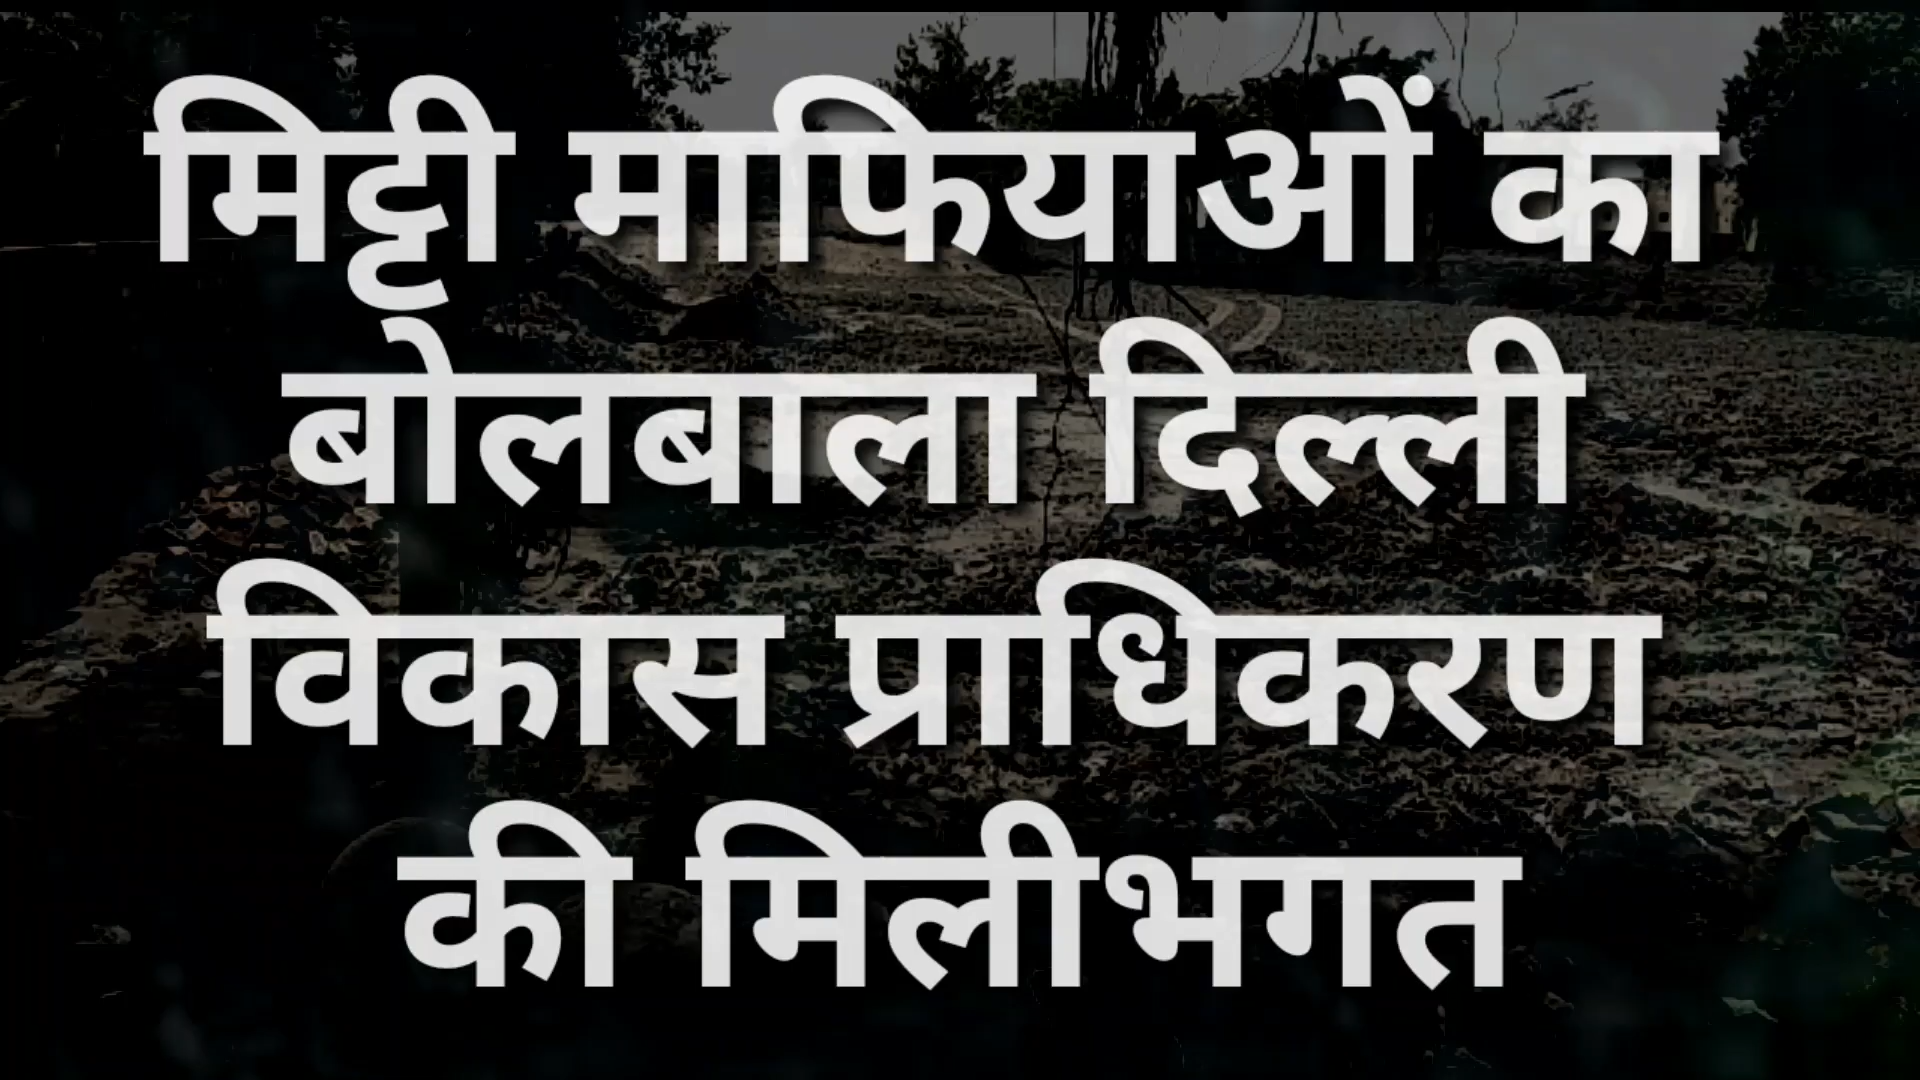 मिट्टी माफियाओं का
बोलबाला दिल्ली
विकास प्राधिकरण
की मिलीभगत